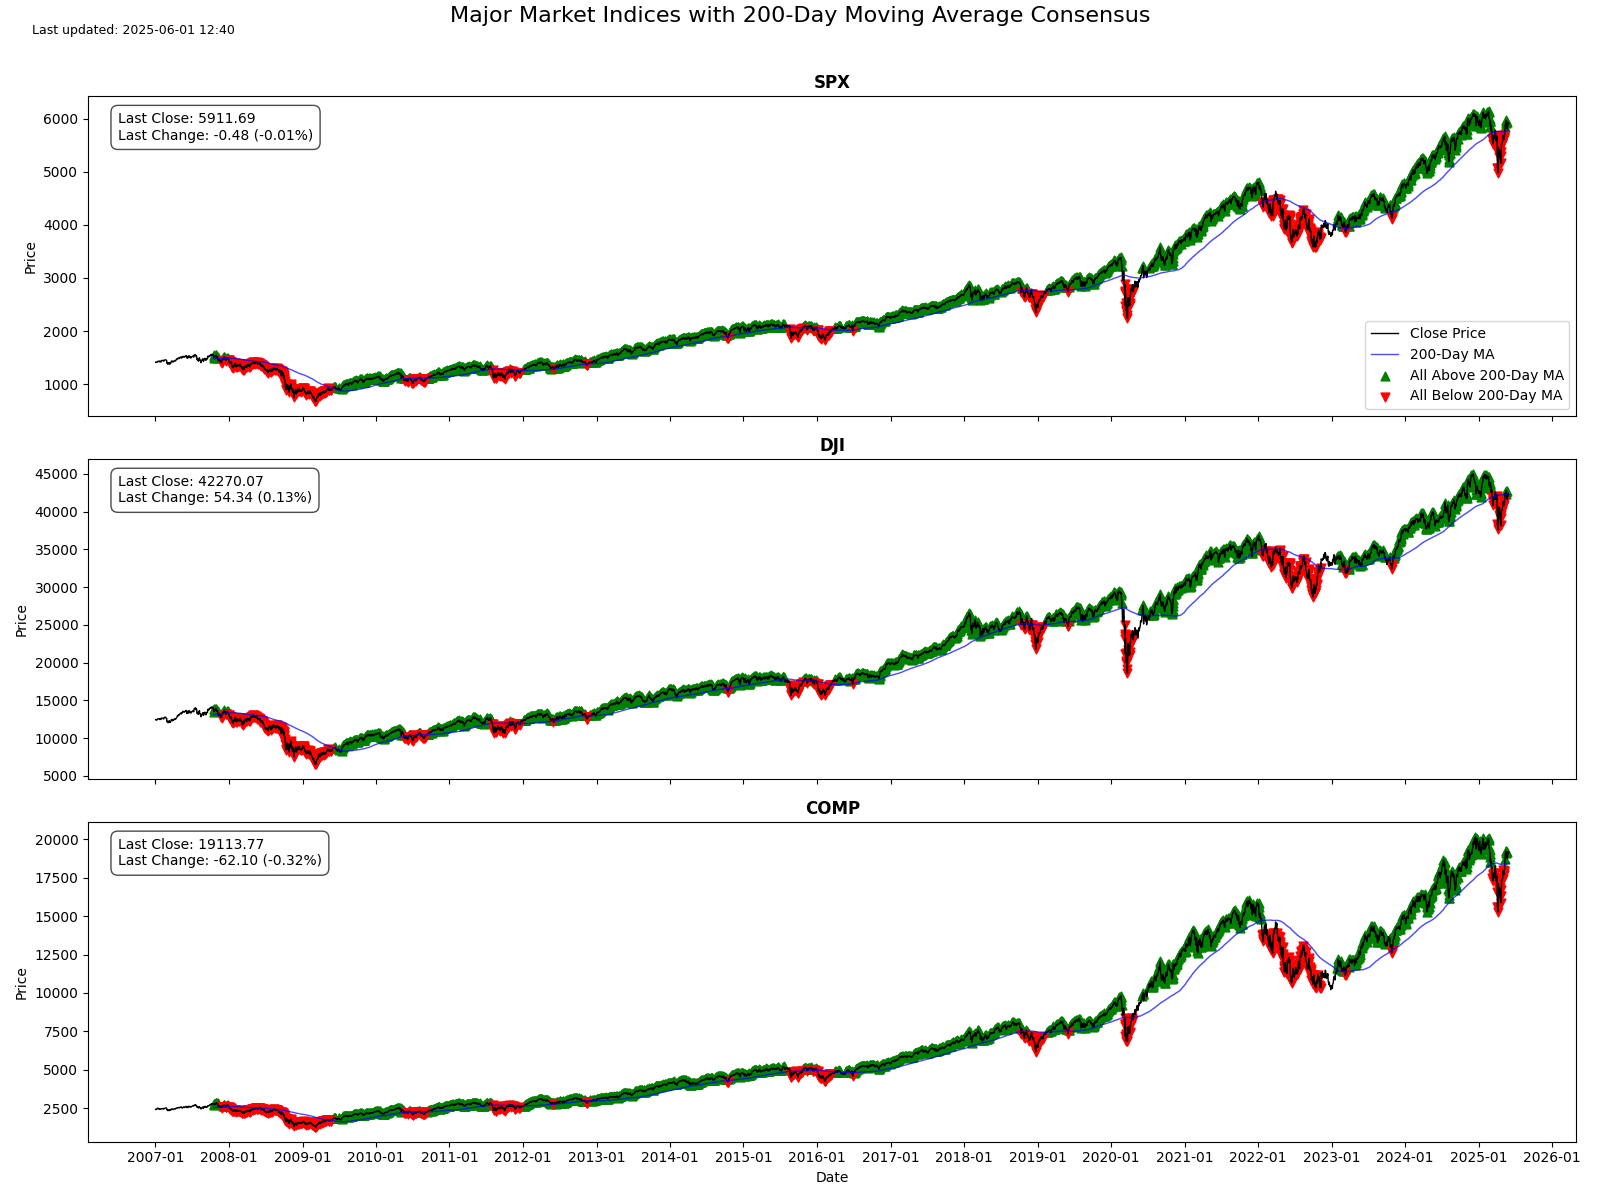 Major Market Indices with 200-Day Moving Average Consensus
Last updated: 2025-06-01 12:40
SPX
Last Close: 5911.69
Last Change: -0.48 (-0.01%)
6000
5000
4000
3000
2000
1000
Price
Close Price
200-Day MA
All Above 200-Day MA
All Below 200-Day MA
DJI
Last Close: 42270.07
Last Change: 54.34 (0.13%)
45000
40000
35000
30000
25000
20000
15000
10000
5000
Price
COMP
Last Close: 19113.77
Last Change: -62.10 (-0.32%)
20000
17500
15000
12500
10000
7500
5000
2500
Price
2007-01 2008-01 2009-01 2010-01 2011-01 2012-01 2013-01 2014-01 2015-01 2016-01 2017-01 2018-01 2019-01 2020-01 2021-01 2022-01 2023-01 2024-01 2025-01 2026-01
Date